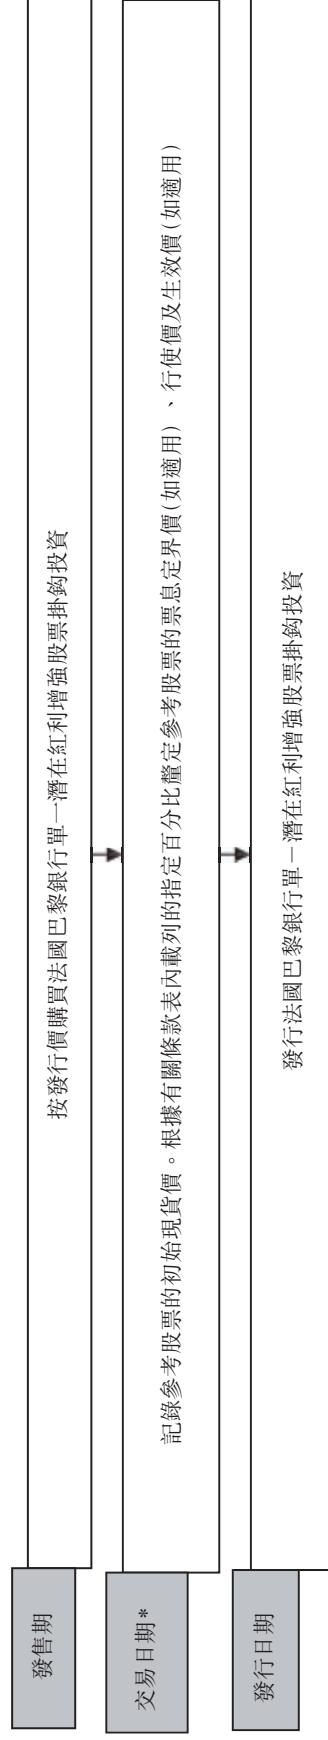 發售期
按發行價購買法國巴黎銀行單一潛在紅利增強股票掛鈎投資
交易日期*
記錄參考股票的初始現貨價。根據有關條款表內載列的指定百分比釐定參考股票的票息定界價(如適用)、行使價及生效價(如適用)
發行日期
發行法國巴黎銀行單一潛在紅利增強股票掛鈎投資